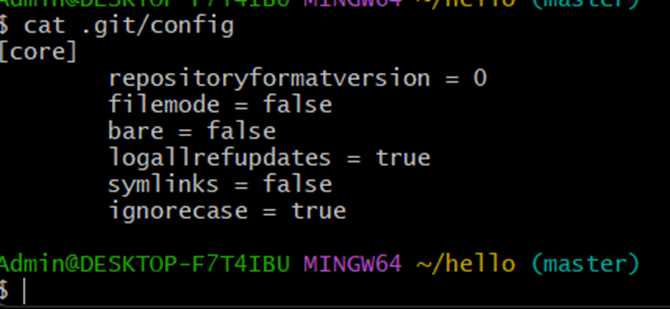 Admin@DESKTOP-F7T4IBU MINGW64 ~/hello (master)
$ cat .git/config
[core]
        repositoryformatversion = 0
        filemode = false
        bare = false
        logallrefupdates = true
        symlinks = false
        ignorecase = true

Admin@DESKTOP-F7T4IBU MINGW64 ~/hello (master)
$